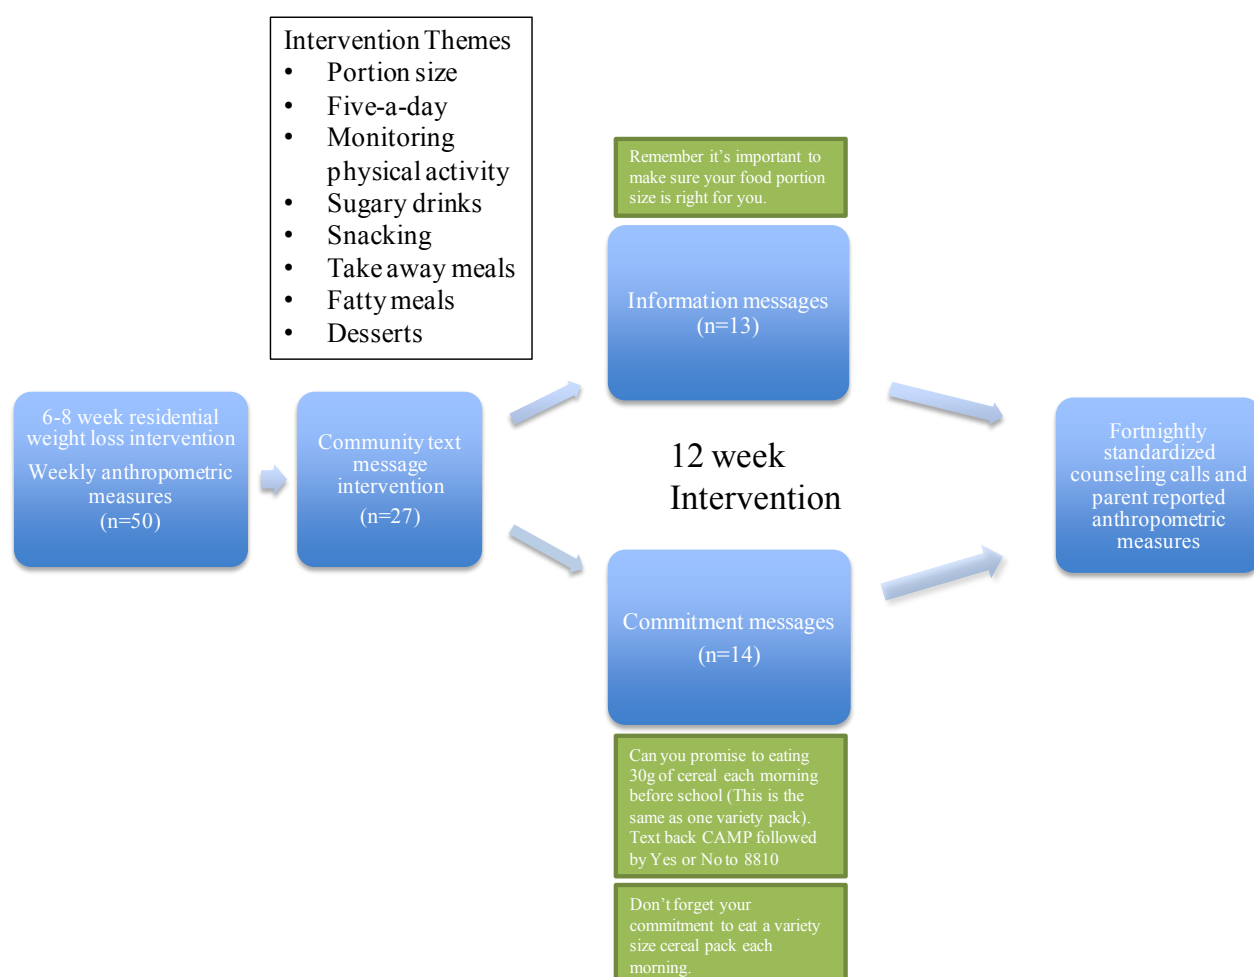 Intervention Themes
• Portion size
• Five-a-day
• Monitoring
physical activity
• Sugary drinks
• Snacking
• Take away meals
• Fatty meals
• Desserts
Remember it’s important to
make sure your food portion
size is right for you.
Information messages
(n=13)
6-8 week residential
weight loss intervention
Weekly anthropometric
measures
(n=50)
Community text
message
intervention
(n=27)
12 week
Intervention
Fortnightly
standardized
counseling calls and
parent reported
anthropometric
measures
Commitment messages
(n=14)
Can you promise to eating
30g of cereal each morning
before school (This is the
same as one variety pack).
Text back CAMP followed
by Yes or No to 8810
Don’t forget your
commitment to eat a variety
size cereal pack each
morning.